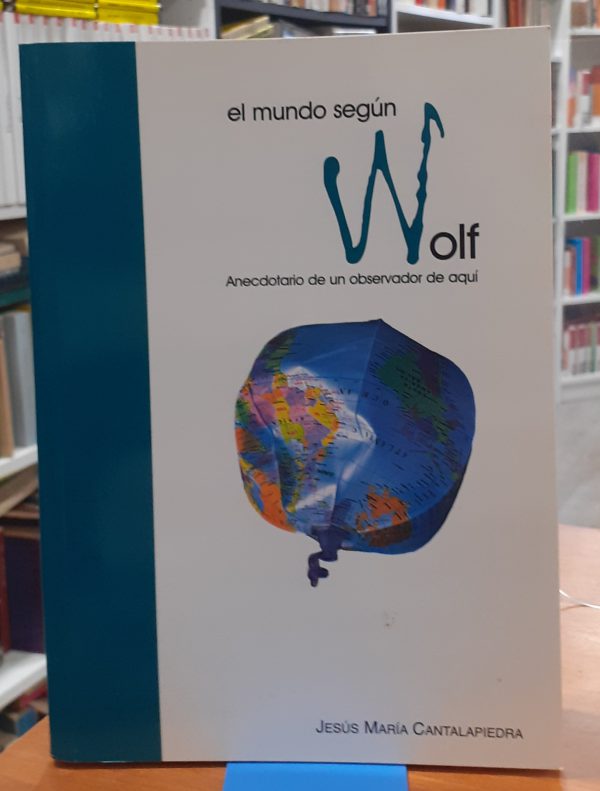 el mundo según
Wolf
Anecdotario de un observador de aquí
JESÚS MARÍA CANTALAPIEDRA